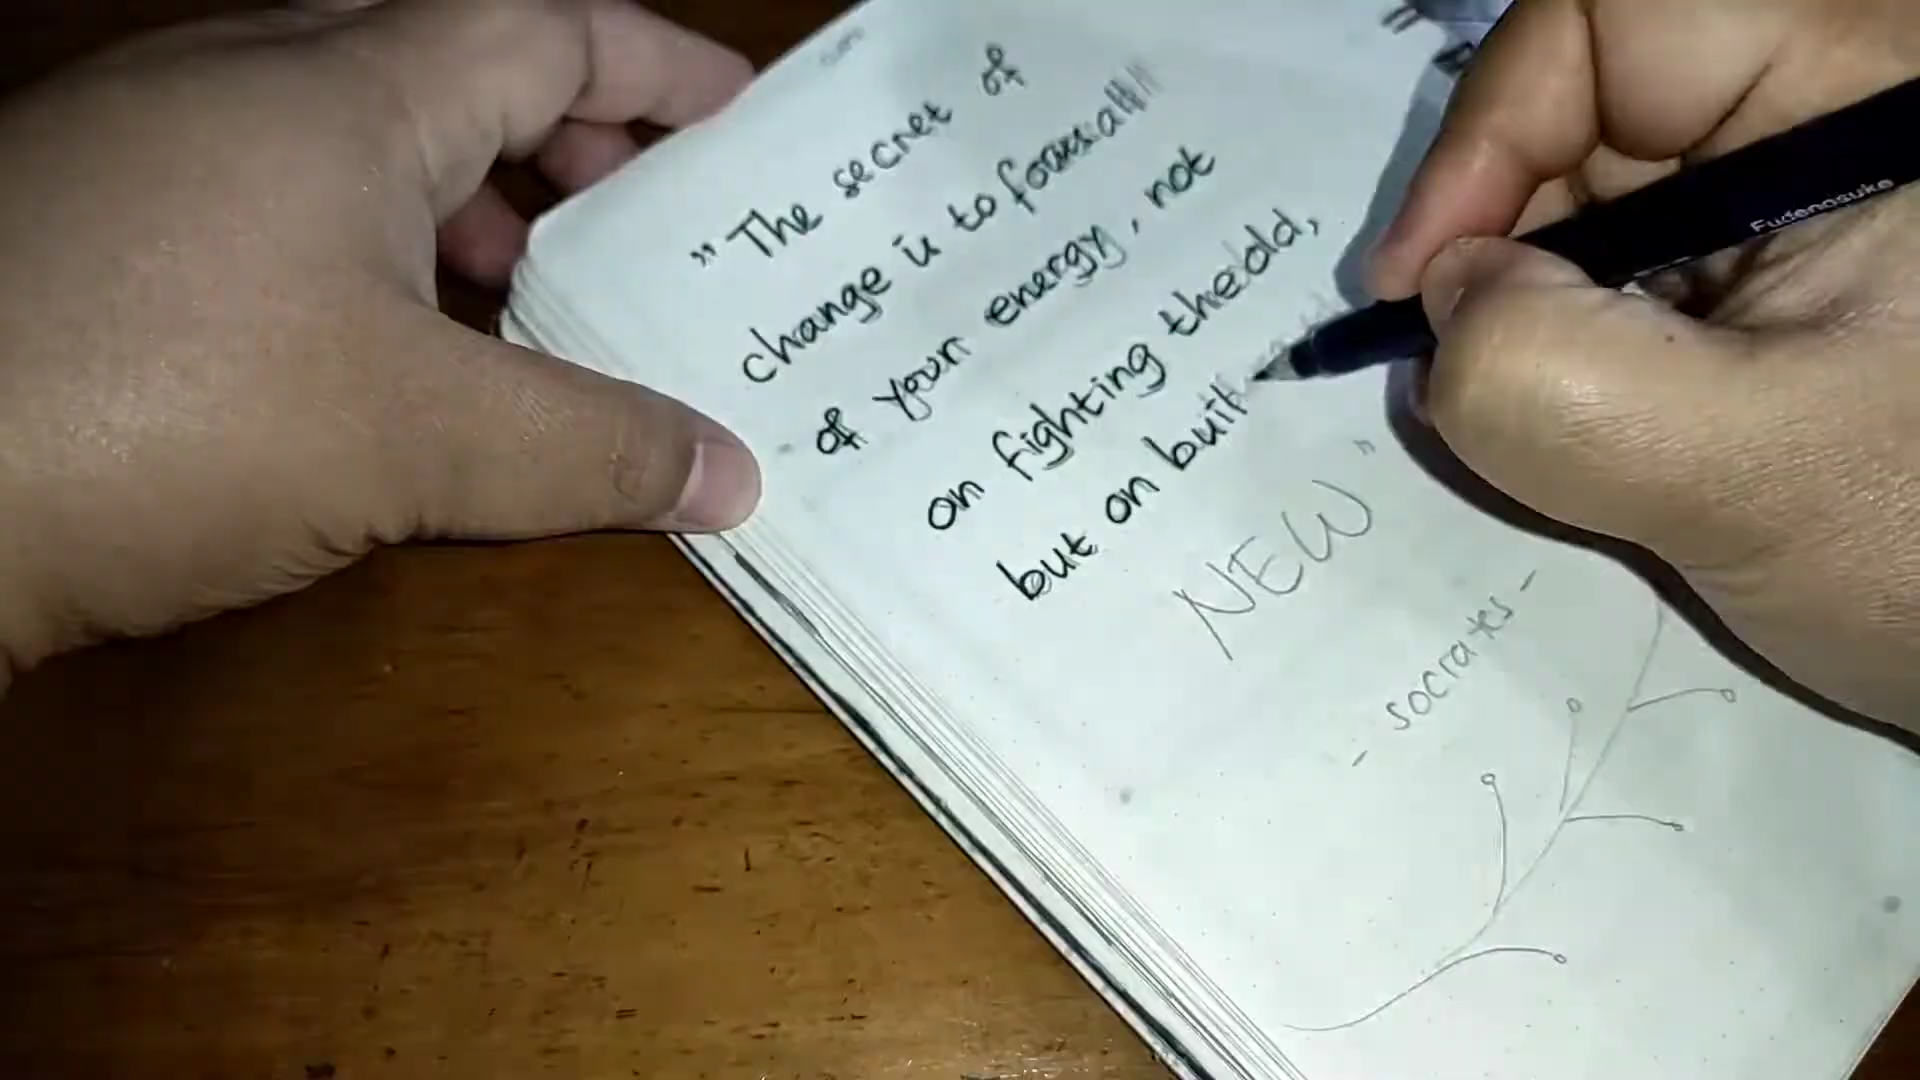 "The secret of
change is to focus all
of your energy, not
on fighting the old,
but on buil
NEW"
- socrates -
Fudenosuke